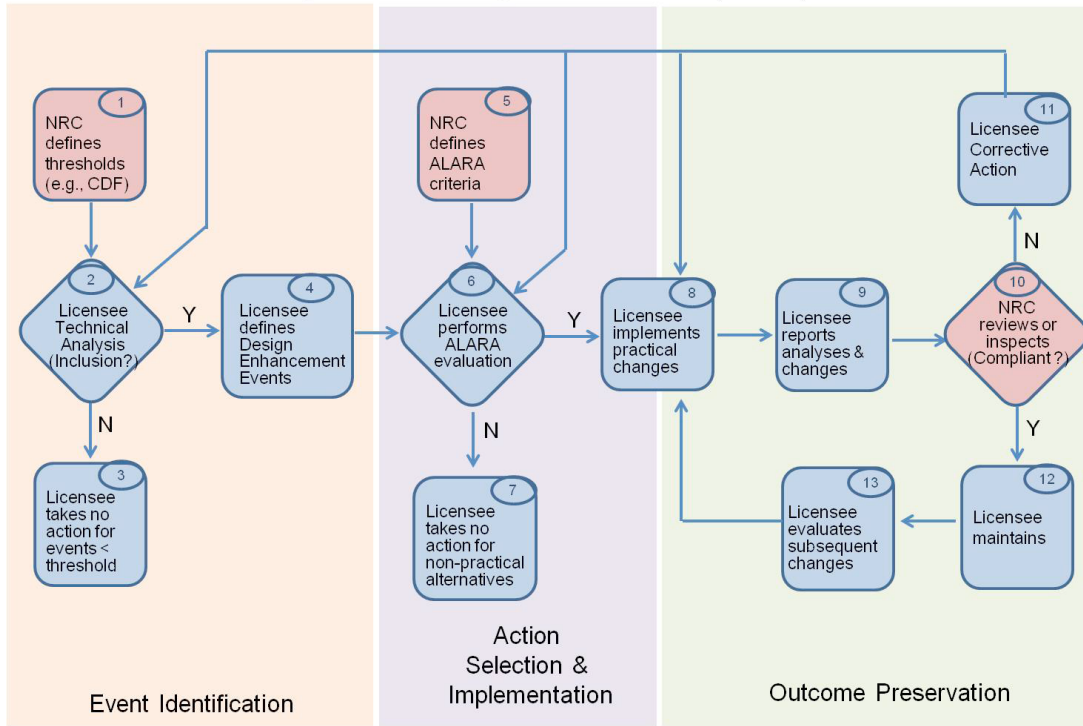 1
NRC
defines
thresholds
(e.g., CDF)
2
Licensee
Technical
Analysis
(Inclusion?)
Y
N
3
Licensee
takes no
action for
events <
threshold
4
Licensee
defines
Design
Enhancement
Events
5
NRC
defines
ALARA
criteria
6
Licensee
performs
ALARA
evaluation
Y
N
7
Licensee
takes no
action for
non-practical
alternatives
8
Licensee
implements
practical
changes
9
Licensee
reports
analyses &
changes
10
NRC
reviews or
inspects
(Compliant ?)
N
Y
11
Licensee
Corrective
Action
12
Licensee
maintains
13
Licensee
evaluates
subsequent
changes
Event Identification
Action
Selection &
Implementation
Outcome Preservation